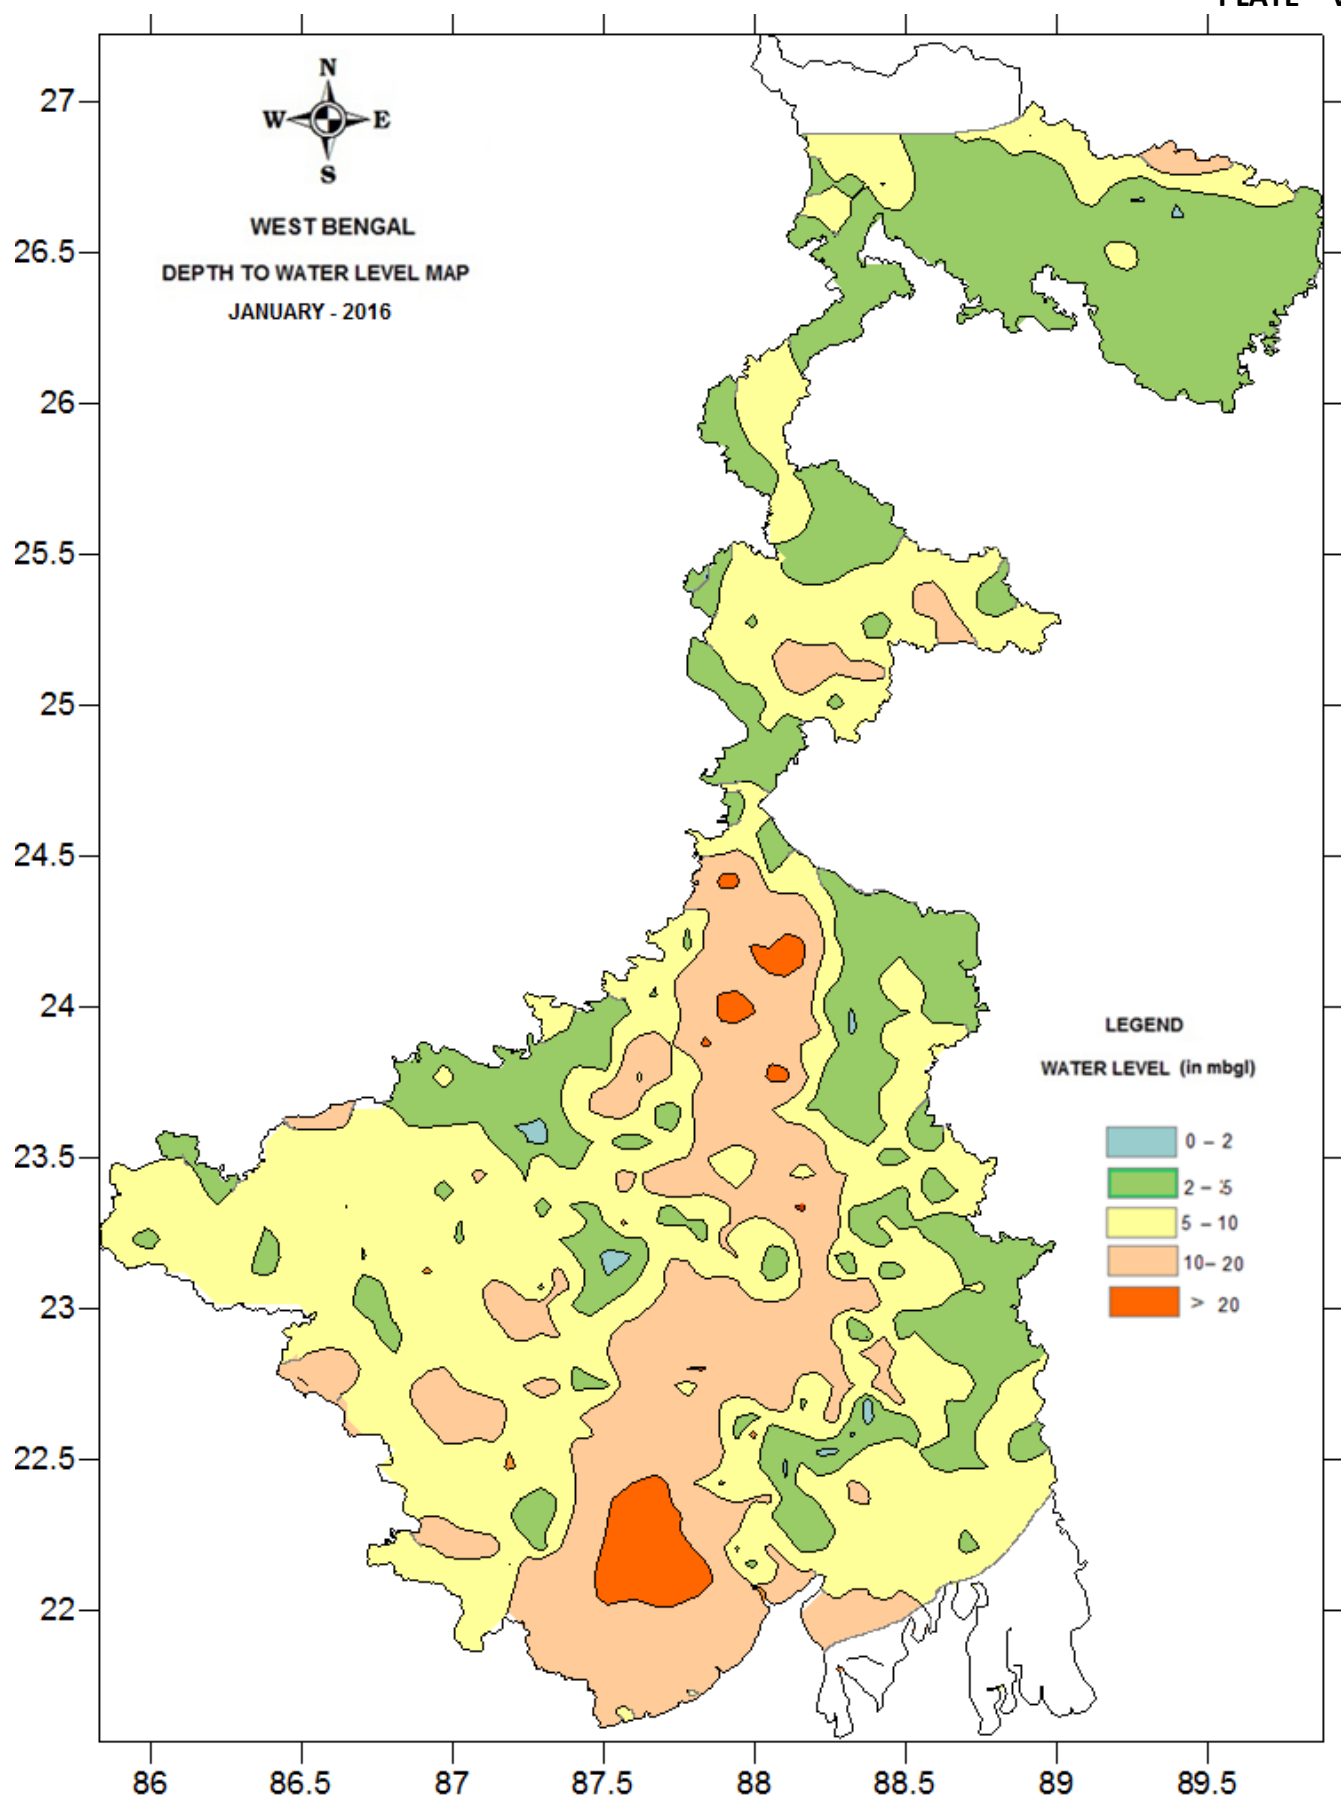 N
W E
S
WEST BENGAL
DEPTH TO WATER LEVEL MAP
JANUARY - 2016
27
26.5
26
25.5
25
24.5
24
23.5
23
22.5
22
LEGEND
WATER LEVEL (in mbgl)
0 – 2
2 – 5
5 – 10
10– 20
> 20
86 86.5 87 87.5 88 88.5 89 89.5